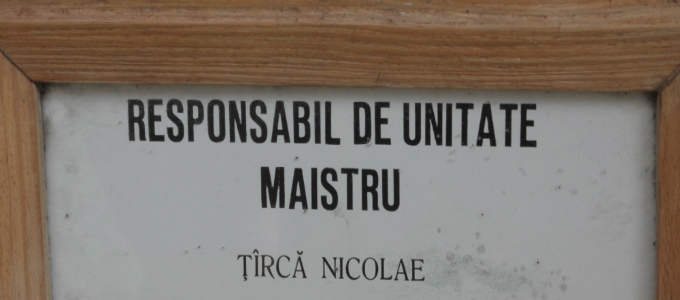 RESPONSABIL DE UNITATE
MAISTRU
ŢÎRCĂ NICOLAE